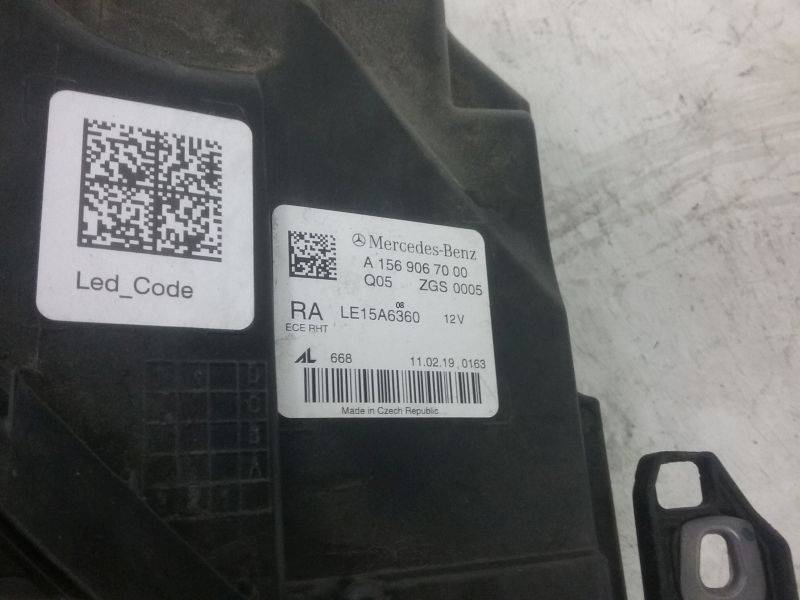 Led_Code
Mercedes-Benz
A 156 906 70 00
Q05 ZGS 0005
08
RA LE15A6360 12V
ECE RHT
AL 668 11.02.19 0163
Made in Czech Republic
D
C
B
A